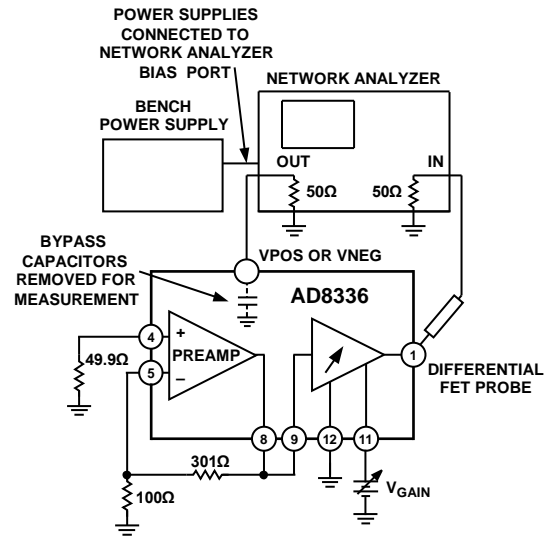 POWER SUPPLIES
CONNECTED TO
NETWORK ANALYZER
BIAS PORT
NETWORK ANALYZER
BENCH
POWER SUPPLY
OUT
IN
50Ω
50Ω
BYPASS
CAPACITORS
REMOVED FOR
MEASUREMENT
VPOS OR VNEG
AD8336
4
+
PREAMP
49.9Ω
5
–
1
DIFFERENTIAL
FET PROBE
8
9
12
11
301Ω
100Ω
VGAIN